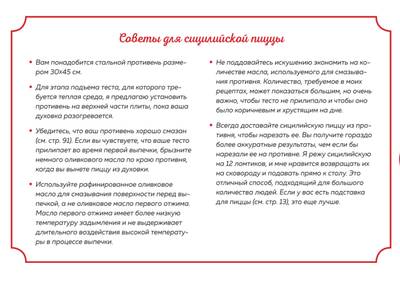 Советы для сицилийской пиццы
Вам понадобится стальной противень разме-
ром 30х45 см.
Для этапа подъема теста, для которого тре-
буется теплая среда, я предлагаю установить
противень на верхней части плиты, пока ваша
духовка разогревается.
Убедитесь, что ваш противень хорошо смазан
(см. стр. 91). Если вы чувствуете, что ваше тесто
прилипает во время первой выпечки, брызните
немного оливкового масла по краю противня,
когда вы вынете пиццу из духовки.
Используйте рафинированное оливковое
масло для смазывания поверхности перед вы-
печкой, а не оливковое масло первого отжима.
Масло первого отжима имеет более низкую
температуру задымления и не выдерживает
длительного воздействия высокой температу-
ры в процессе выпечки.
Не поддавайтесь искушению экономить на ко-
личестве масла, используемого для смазыва-
ния противня. Количество, требуемое в моих
рецептах, может показаться большим, но очень
важно, чтобы тесто не прилипало и чтобы оно
было коричневым и хрустящим на дне.
Всегда доставайте сицилийскую пиццу из про-
тивня, чтобы нарезать ее. Вы получите гораздо
более аккуратные результаты, чем если бы
нарезали ее на противне. Я режу сицилийскую
на 12 ломтиков, и мне нравится возвращать их
на сковороду и подавать прямо к столу. Это
отличный способ, подходящий для большого
количества людей. Если у вас есть подставка
для пиццы (см. стр. 13), это еще лучше.